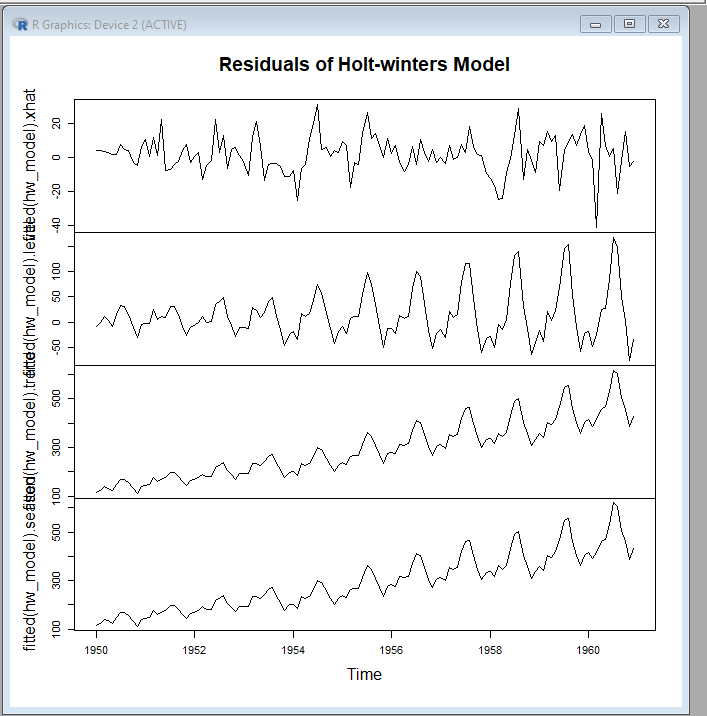 R Graphics: Device 2 (ACTIVE)
Residuals of Holt-winters Model
fitted(hw_model).xhat
20
0
-20
-40
fitted(hw_model).level
100
50
0
-50
fitted(hw_model).trend
500
300
100
fitted(hw_model).season
500
300
100
1950 1952 1954 1956 1958 1960
Time